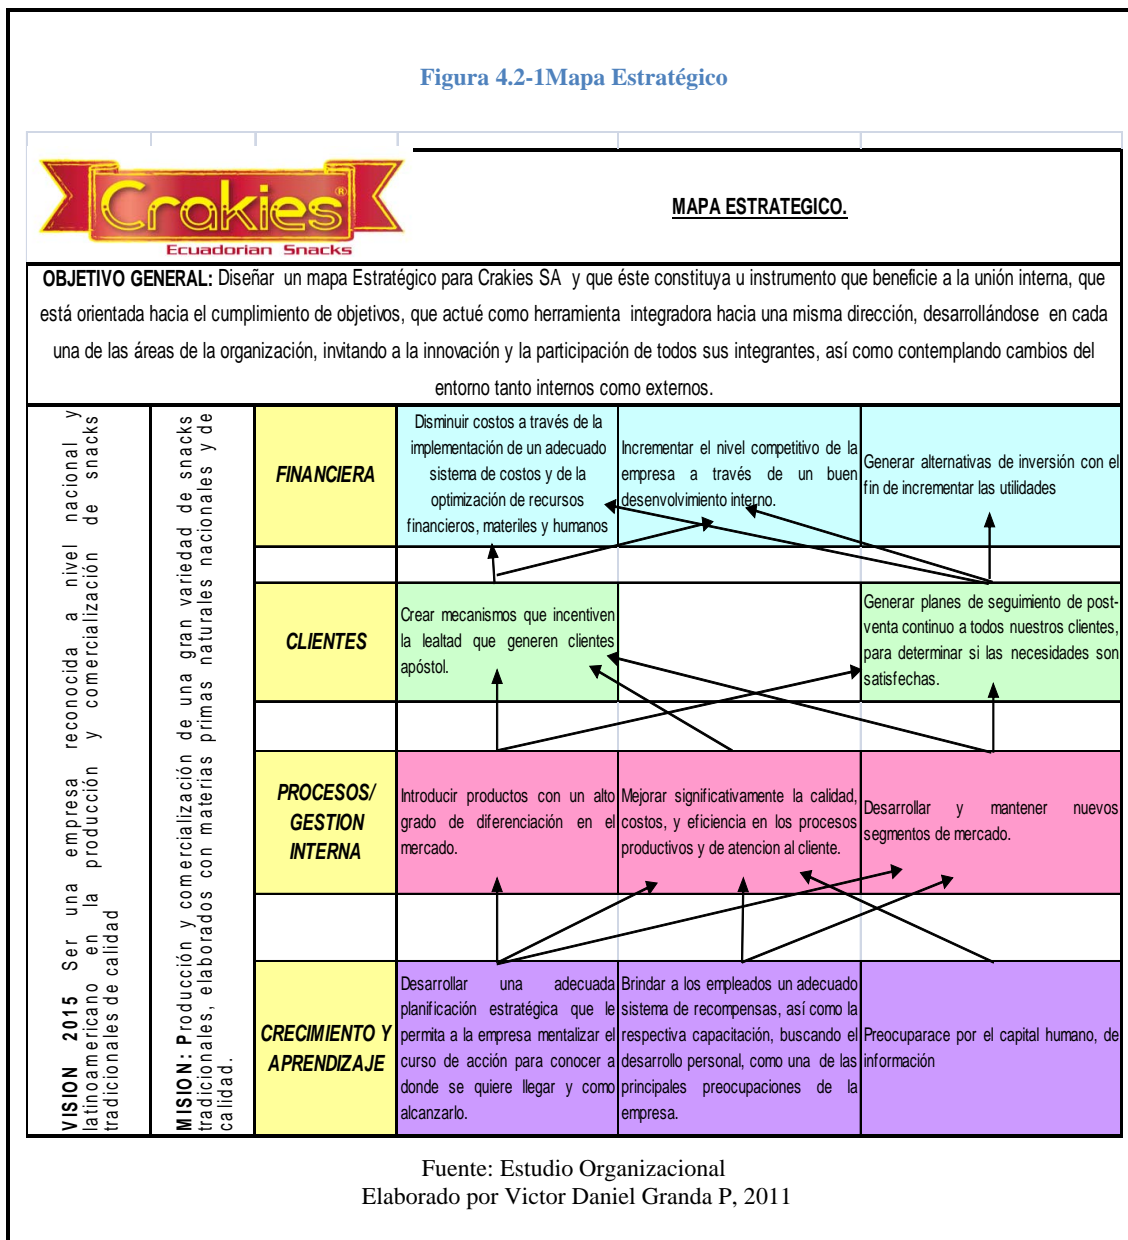 Figura 4.2-1Mapa Estratégico
Crakies®
Ecuadorian Snacks
MAPA ESTRATEGICO.
OBJETIVO GENERAL: Diseñar un mapa Estratégico para Crakies SA y que éste constituya u instrumento que beneficie a la unión interna, que
está orientada hacia el cumplimiento de objetivos, que actué como herramienta integradora hacia una misma dirección, desarrollándose en cada
una de las áreas de la organización, invitando a la innovación y la participación de todos sus integrantes, así como contemplando cambios del
entorno tanto internos como externos.
VISION 2015 Ser una empresa reconocida a nivel nacional y
latinoamericano en la producción y comercialización de snacks
tradicionales de calidad
MISION: Producción y comercialización de una gran variedad de snacks
tradicionales, elaborados con materias primas naturales nacionales y de
calidad.
FINANCIERA
Disminuir costos a través de la
implementación de un adecuado
sistema de costos y de la
optimización de recursos
financieros, materiles y humanos
Incrementar el nivel competitivo de la
empresa a través de un buen
desenvolvimiento interno.
Generar alternativas de inversión con el
fin de incrementar las utilidades
CLIENTES
Crear mecanismos que incentiven
la lealtad que generen clientes
apóstol.
Generar planes de seguimiento de post-
venta continuo a todos nuestros clientes,
para determinar si las necesidades son
satisfechas.
PROCESOS/
GESTION
INTERNA
Introducir productos con un alto
grado de diferenciación en el
mercado.
Mejorar significativamente la calidad,
costos, y eficiencia en los procesos
productivos y de atencion al cliente.
Desarrollar y mantener nuevos
segmentos de mercado.
CRECIMIENTO Y
APRENDIZAJE
Desarrollar una adecuada
planificación estratégica que le
permita a la empresa mentalizar el
curso de acción para conocer a
donde se quiere llegar y como
alcanzarlo.
Brindar a los empleados un adecuado
sistema de recompensas, así como la
respectiva capacitación, buscando el
desarrollo personal, como una de las
principales preocupaciones de la
empresa.
Preocuparace por el capital humano, de
información
Fuente: Estudio Organizacional
Elaborado por Victor Daniel Granda P, 2011